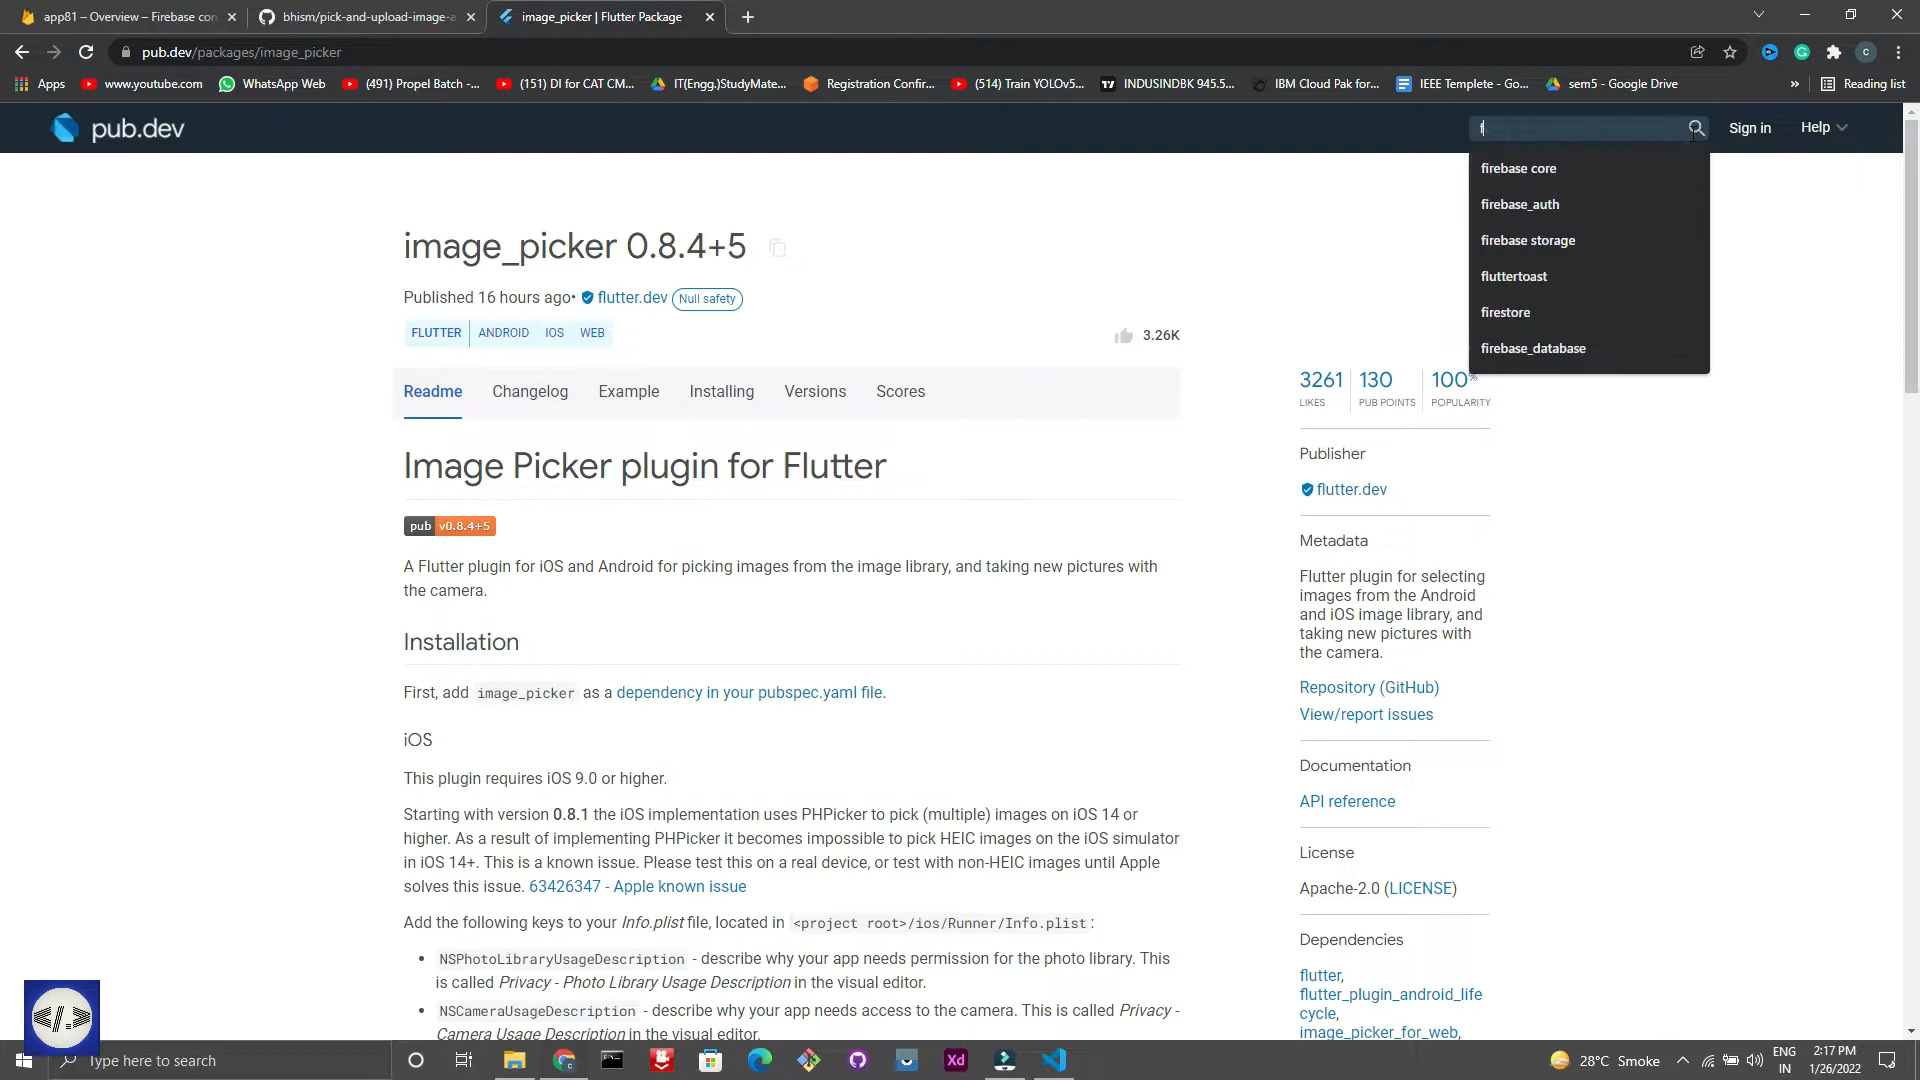 app81 – Overview – Firebase con
bhism/pick-and-upload-image-a
image_picker | Flutter Package
pub.dev/packages/image_picker
Apps
www.youtube.com
WhatsApp Web
(491) Propel Batch -...
(151) DI for CAT CM...
IT(Engg.)StudyMate...
Registration Confir...
(514) Train YOLOv5...
INDUSINDBK 945.5...
IBM Cloud Pak for...
IEEE Templete - Go...
sem5 - Google Drive
»
Reading list
pub.dev
f
Sign in
Help
firebase core
firebase_auth
firebase storage
fluttertoast
firestore
firebase_database
image_picker 0.8.4+5
Published 16 hours ago• flutter.dev Null safety
FLUTTER ANDROID IOS WEB
3.26K
Readme Changelog Example Installing Versions Scores
Image Picker plugin for Flutter
pub v0.8.4+5
A Flutter plugin for iOS and Android for picking images from the image library, and taking new pictures with
the camera.
Installation
First, add image_picker as a dependency in your pubspec.yaml file.
iOS
This plugin requires iOS 9.0 or higher.
Starting with version 0.8.1 the iOS implementation uses PHPicker to pick (multiple) images on iOS 14 or
higher. As a result of implementing PHPicker it becomes impossible to pick HEIC images on the iOS simulator
in iOS 14+. This is a known issue. Please test this on a real device, or test with non-HEIC images until Apple
solves this issue. 63426347 - Apple known issue
Add the following keys to your Info.plist file, located in <project root>/ios/Runner/Info.plist :
• NSPhotoLibraryUsageDescription - describe why your app needs permission for the photo library. This
is called Privacy - Photo Library Usage Description in the visual editor.
• NSCameraUsageDescription - describe why your app needs access to the camera. This is called Privacy -
Camera Usage Description in the visual editor.
3261 130 100%
LIKES PUB POINTS POPULARITY
Publisher
flutter.dev
Metadata
Flutter plugin for selecting
images from the Android
and iOS image library, and
taking new pictures with
the camera.
Repository (GitHub)
View/report issues
Documentation
API reference
License
Apache-2.0 (LICENSE)
Dependencies
flutter,
flutter_plugin_android_life
cycle,
image_picker_for_web,
</.>
Type here to search
Xd
28°C Smoke
ENG
IN
2:17 PM
1/26/2022